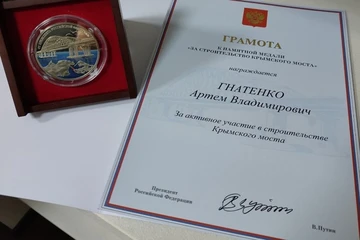 ГРАМОТА
К ПАМЯТНОЙ МЕДАЛИ
«ЗА СТРОИТЕЛЬСТВО КРЫМСКОГО МОСТА»
награждается
ГНАТЕНКО
Артем Владимирович
За активное участие в строительстве
Крымского моста
Президент
Российской Федерации
В.Путин